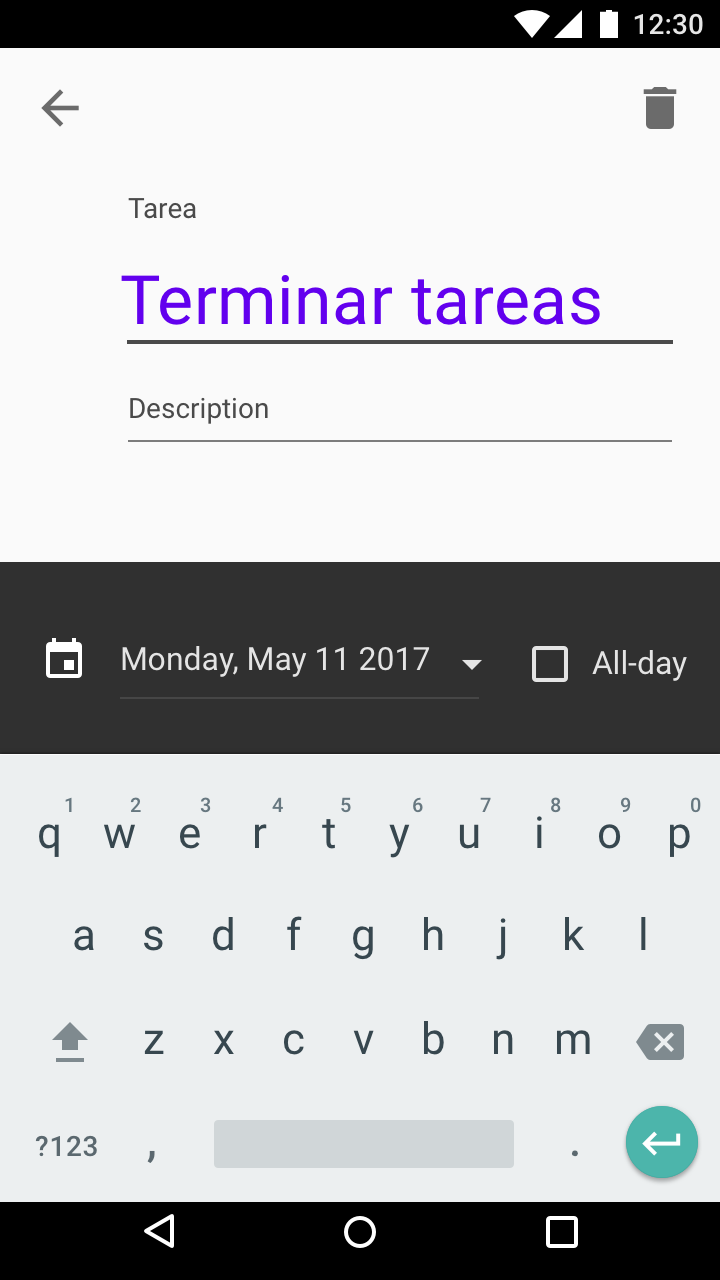 12:30
Tarea
Terminar tareas
Description
Monday, May 11 2017
All-day
1 2 3 4 5 6 7 8 9 0
q w e r t y u i o p
a s d f g h j k l
z x c v b n m
?123 , .